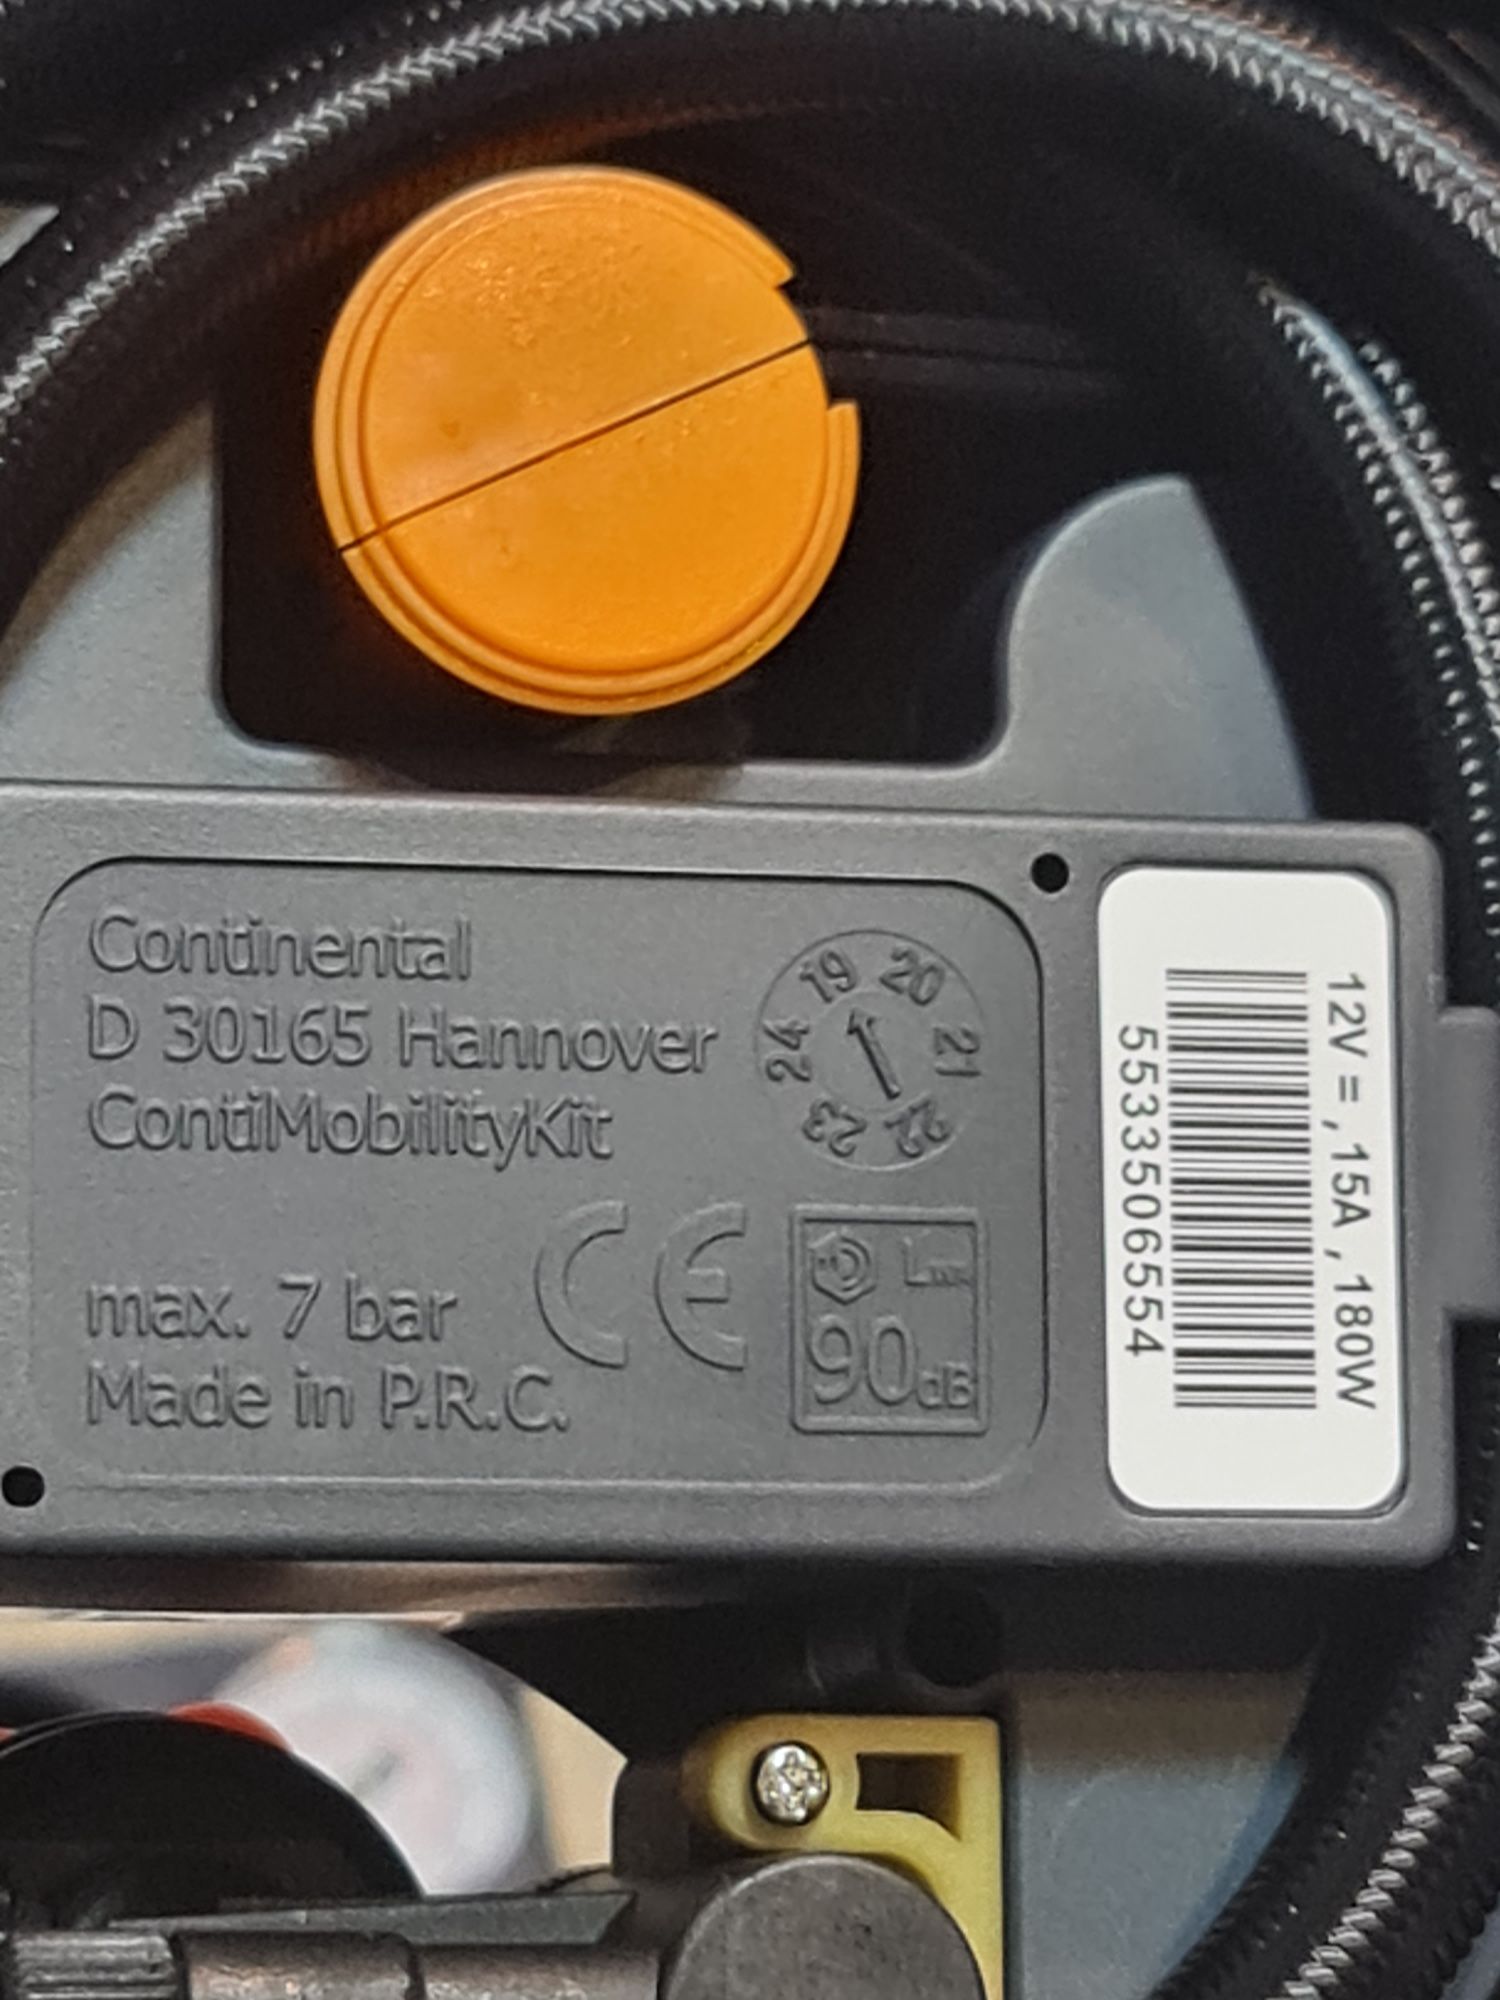 Continental
D 30165 Hannover
ContiMobilityKit
max. 7 bar
Made in P.R.C.
CE
19 20 21 22 23 24
90dB
12V = , 15A , 180W
5533506554